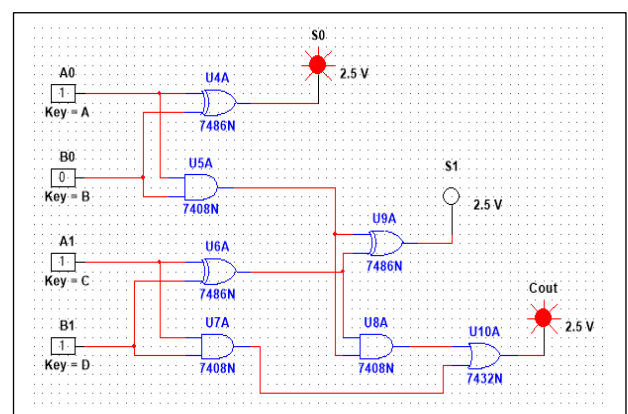 S0
2.5 V
A0
1
Key = A
U4A
7486N
B0
0
Key = B
U5A
7408N
S1
2.5 V
U9A
7486N
A1
1
Key = C
U6A
7486N
Cout
2.5 V
B1
1
Key = D
U7A
7408N
U8A
7408N
U10A
7432N